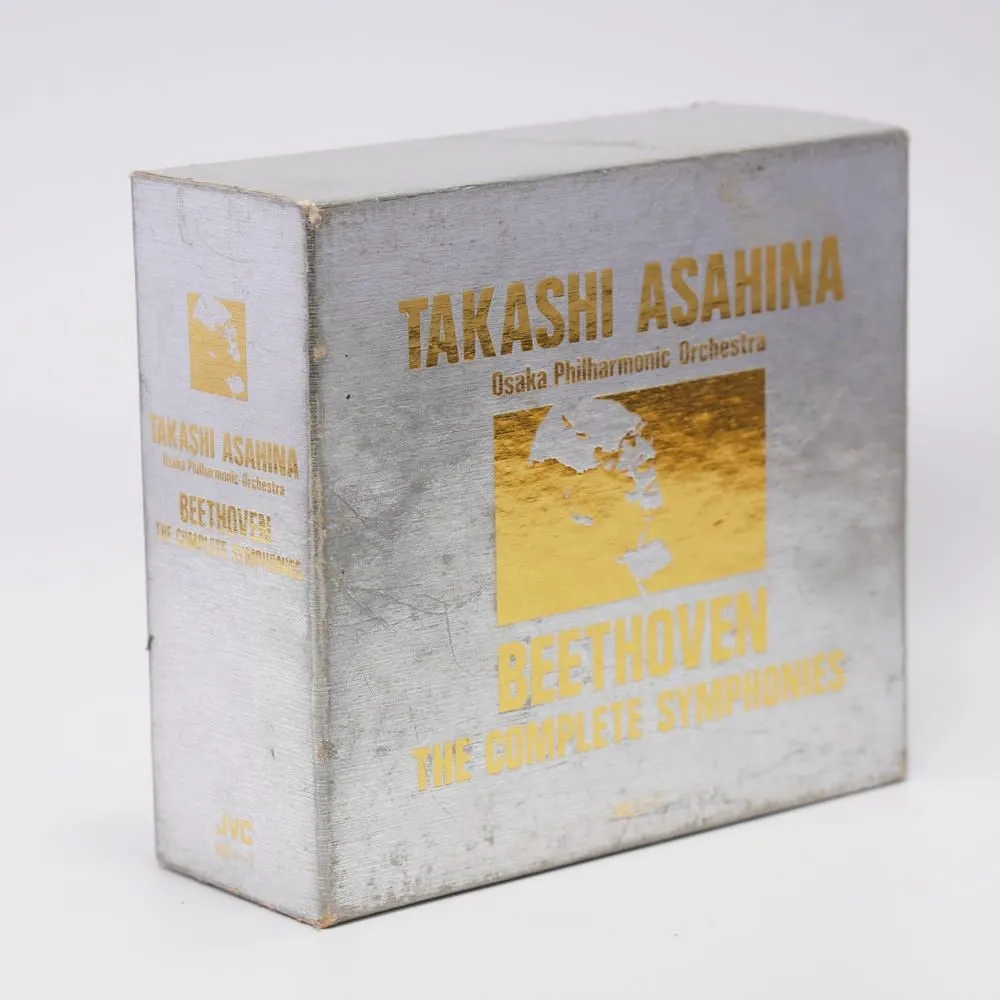 TAKASHI ASAHINA
Osaka Philharmonic Orchestra
BEETHOVEN
THE COMPLETE SYMPHONIES
TAKASHI ASAHINA
Osaka Philharmonic Orchestra
BEETHOVEN
THE COMPLETE SYMPHONIES
JVC